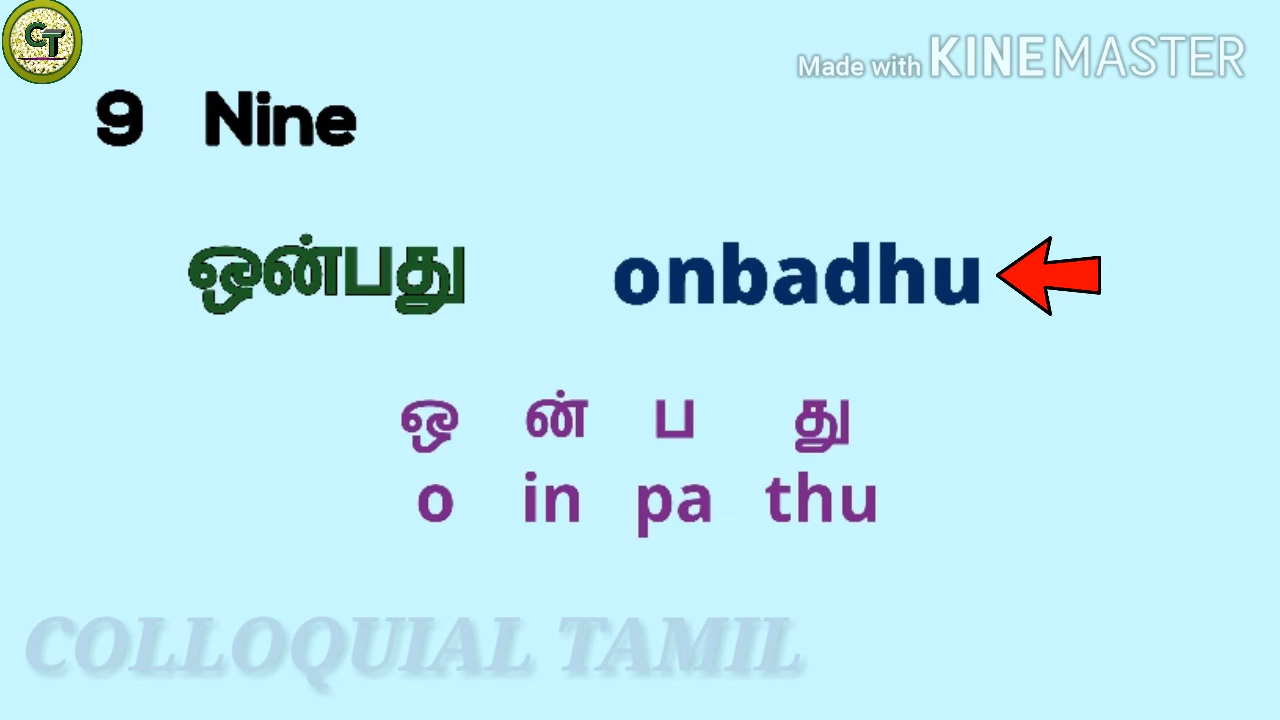 CT
Made with KINEMASTER
9 Nine
ஒன்பது onbadhu
ஒ ன் ப து
o in pa thu
COLLOQUIAL TAMIL